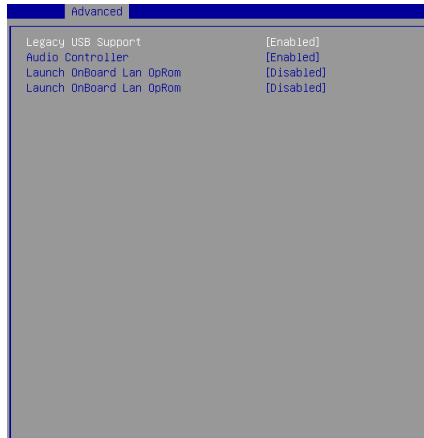 Advanced
Legacy USB Support [Enabled]
Audio Controller [Enabled]
Launch OnBoard Lan OpRom [Disabled]
Launch OnBoard Lan OpRom [Disabled]